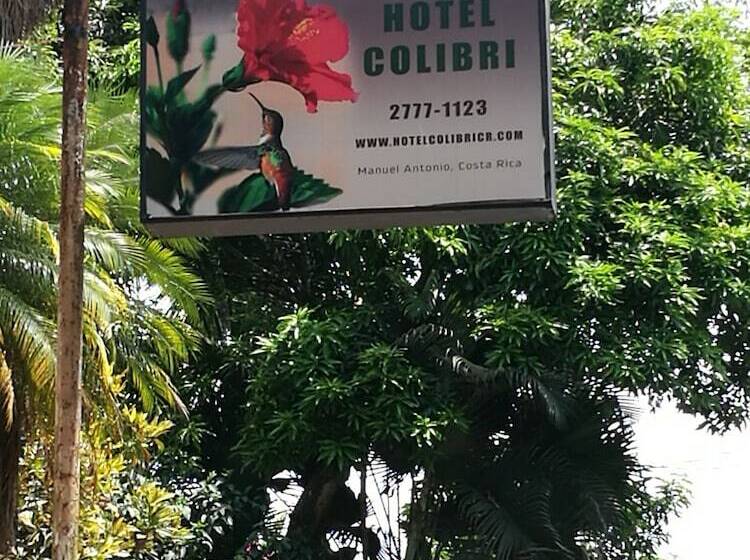 HOTEL
COLIBRI
2777-1123
WWW.HOTELCOLIBRICR.COM
Manuel Antonio, Costa Rica